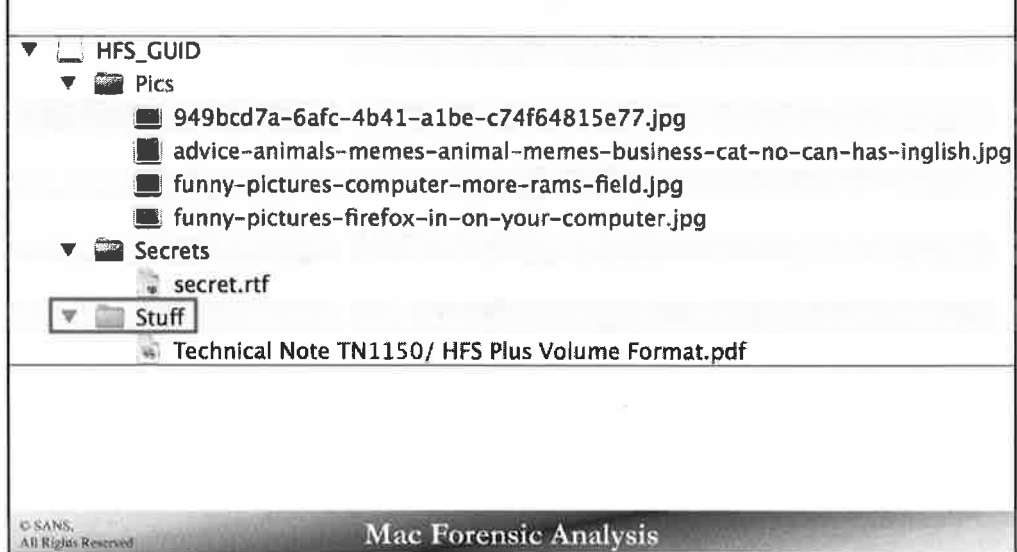 HFS_GUID
Pics
949bcd7a-6afc-4b41-a1be-c74f64815e77.jpg
advice-animals-memes-animal-memes-business-cat-no-can-has-inglish.jpg
funny-pictures-computer-more-rams-field.jpg
funny-pictures-firefox-in-on-your-computer.jpg
Secrets
secret.rtf
Stuff
Technical Note TN1150/ HFS Plus Volume Format.pdf
© SANS,
All Rights Reserved
Mac Forensic Analysis